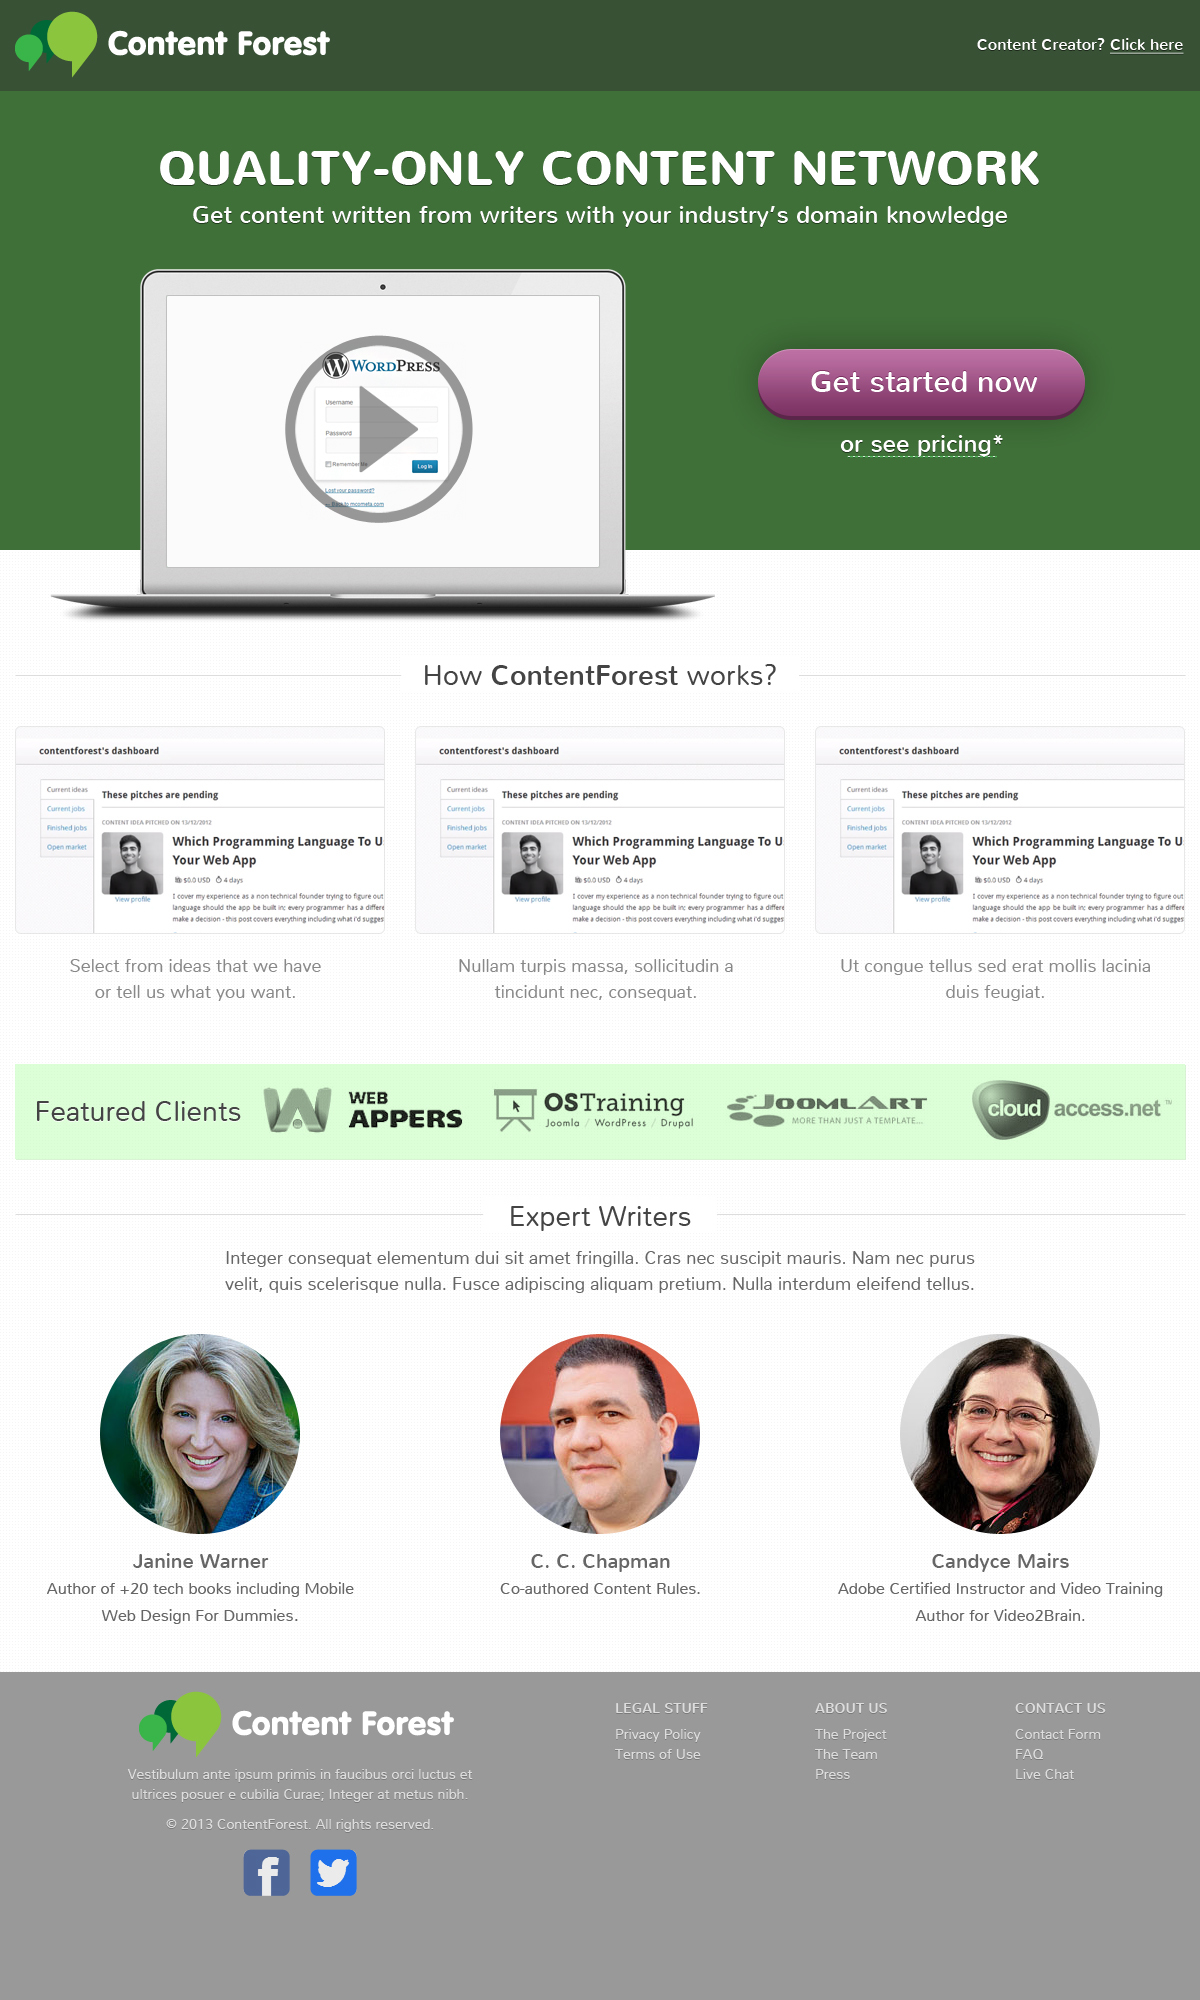 Content Forest
Content Creator? Click here
QUALITY-ONLY CONTENT NETWORK
Get content written from writers with your industry's domain knowledge
WORDPRESS
Username
Password
Remember Me
Log In
Lost your password?
← Back to mcometa.com
Get started now
or see pricing*
How ContentForest works?
contentforest's dashboard
Current ideas
Current jobs
Finished jobs
Open market
These pitches are pending
CONTENT IDEA PITCHED ON 13/12/2012
Which Programming Language To U
Your Web App
$0.0 USD 4 days
View profile
I cover my experience as a non technical founder trying to figure out
language should the app be built in: every programmer has a differe
make a decision - this post covers everything including what i'd sugges
contentforest's dashboard
Current ideas
Current jobs
Finished jobs
Open market
These pitches are pending
CONTENT IDEA PITCHED ON 13/12/2012
Which Programming Language To U
Your Web App
$0.0 USD 4 days
View profile
I cover my experience as a non technical founder trying to figure out
language should the app be built in: every programmer has a differe
make a decision - this post covers everything including what i'd sugges
contentforest's dashboard
Current ideas
Current jobs
Finished jobs
Open market
These pitches are pending
CONTENT IDEA PITCHED ON 13/12/2012
Which Programming Language To U
Your Web App
$0.0 USD 4 days
View profile
I cover my experience as a non technical founder trying to figure out
language should the app be built in: every programmer has a differe
make a decision - this post covers everything including what i'd sugges
Select from ideas that we have
or tell us what you want.
Nullam turpis massa, sollicitudin a
tincidunt nec, consequat.
Ut congue tellus sed erat mollis lacinia
duis feugiat.
Featured Clients
WEB
APPERS
OSTraining
Joomla / WordPress / Drupal
JOOMLART
MORE THAN JUST A TEMPLATE...
cloudaccess.net™
Expert Writers
Integer consequat elementum dui sit amet fringilla. Cras nec suscipit mauris. Nam nec purus
velit, quis scelerisque nulla. Fusce adipiscing aliquam pretium. Nulla interdum eleifend tellus.
Janine Warner
Author of +20 tech books including Mobile
Web Design For Dummies.
C. C. Chapman
Co-authored Content Rules.
Candyce Mairs
Adobe Certified Instructor and Video Training
Author for Video2Brain.
Content Forest
Vestibulum ante ipsum primis in faucibus orci luctus et
ultrices posuer e cubilia Curae; Integer at metus nibh.
© 2013 ContentForest. All rights reserved.
LEGAL STUFF
Privacy Policy
Terms of Use
ABOUT US
The Project
The Team
Press
CONTACT US
Contact Form
FAQ
Live Chat